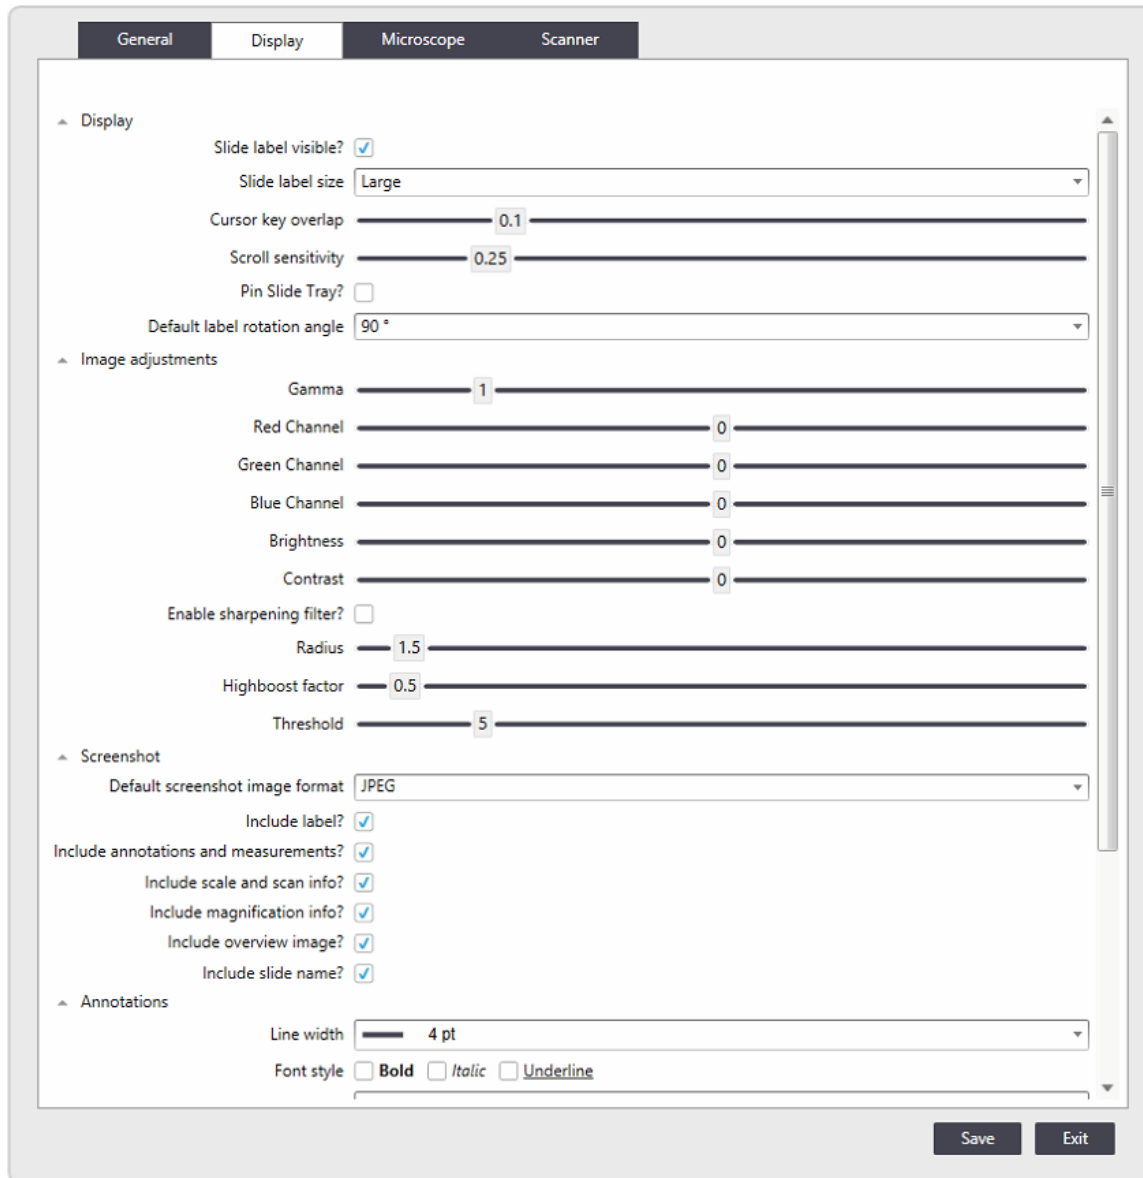 General Display Microscope Scanner
Display
Slide label visible?
Slide label size Large
Cursor key overlap 0.1
Scroll sensitivity 0.25
Pin Slide Tray?
Default label rotation angle 90 °
Image adjustments
Gamma 1
Red Channel 0
Green Channel 0
Blue Channel 0
Brightness 0
Contrast 0
Enable sharpening filter?
Radius 1.5
Highboost factor 0.5
Threshold 5
Screenshot
Default screenshot image format JPEG
Include label?
Include annotations and measurements?
Include scale and scan info?
Include magnification info?
Include overview image?
Include slide name?
Annotations
Line width 4 pt
Font style Bold Italic Underline
Save Exit